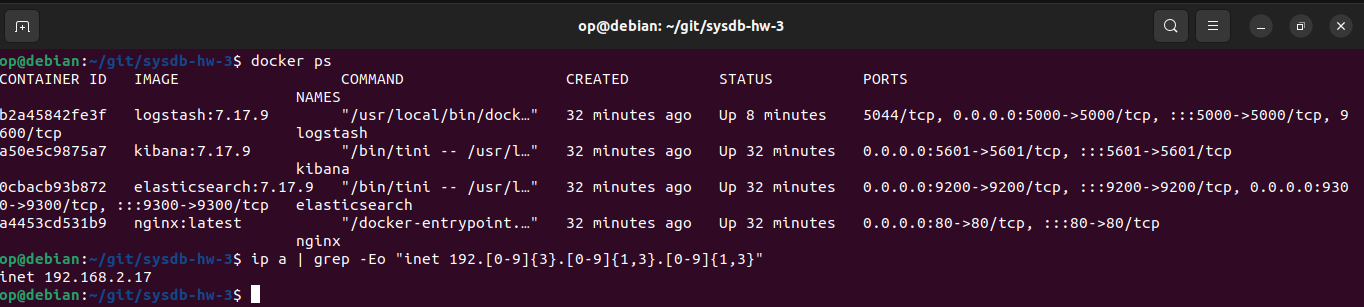 op@debian: ~/git/sysdb-hw-3
op@debian:~/git/sysdb-hw-3$ docker ps
CONTAINER ID   IMAGE                  COMMAND                  CREATED          STATUS          PORTS
NAMES
b2a45842fe3f   logstash:7.17.9        "/usr/local/bin/dock…"   32 minutes ago   Up 8 minutes    5044/tcp, 0.0.0.0:5000->5000/tcp, :::5000->5000/tcp, 9
600/tcp                          logstash
a50e5c9875a7   kibana:7.17.9          "/bin/tini -- /usr/l…"   32 minutes ago   Up 32 minutes   0.0.0.0:5601->5601/tcp, :::5601->5601/tcp
kibana
0cbacb93b872   elasticsearch:7.17.9   "/bin/tini -- /usr/l…"   32 minutes ago   Up 32 minutes   0.0.0.0:9200->9200/tcp, :::9200->9200/tcp, 0.0.0.0:930
0->9300/tcp, :::9300->9300/tcp   elasticsearch
a4453cd531b9   nginx:latest           "/docker-entrypoint.…"   32 minutes ago   Up 32 minutes   0.0.0.0:80->80/tcp, :::80->80/tcp
nginx
op@debian:~/git/sysdb-hw-3$ ip a | grep -Eo "inet 192.[0-9]{3}.[0-9]{1,3}.[0-9]{1,3}"
inet 192.168.2.17
op@debian:~/git/sysdb-hw-3$